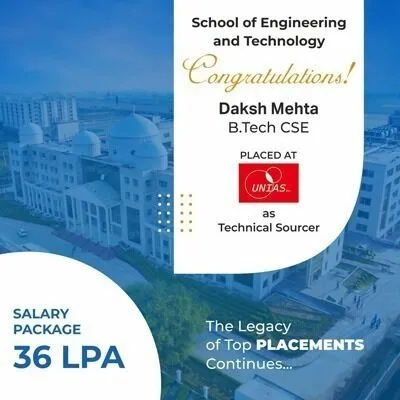 School of Engineering
and Technology
Congratulations!
Daksh Mehta
B.Tech CSE
PLACED AT
UNIAS
as
Technical Sourcer
SALARY
PACKAGE
36 LPA
The Legacy
of Top PLACEMENTS
Continues...